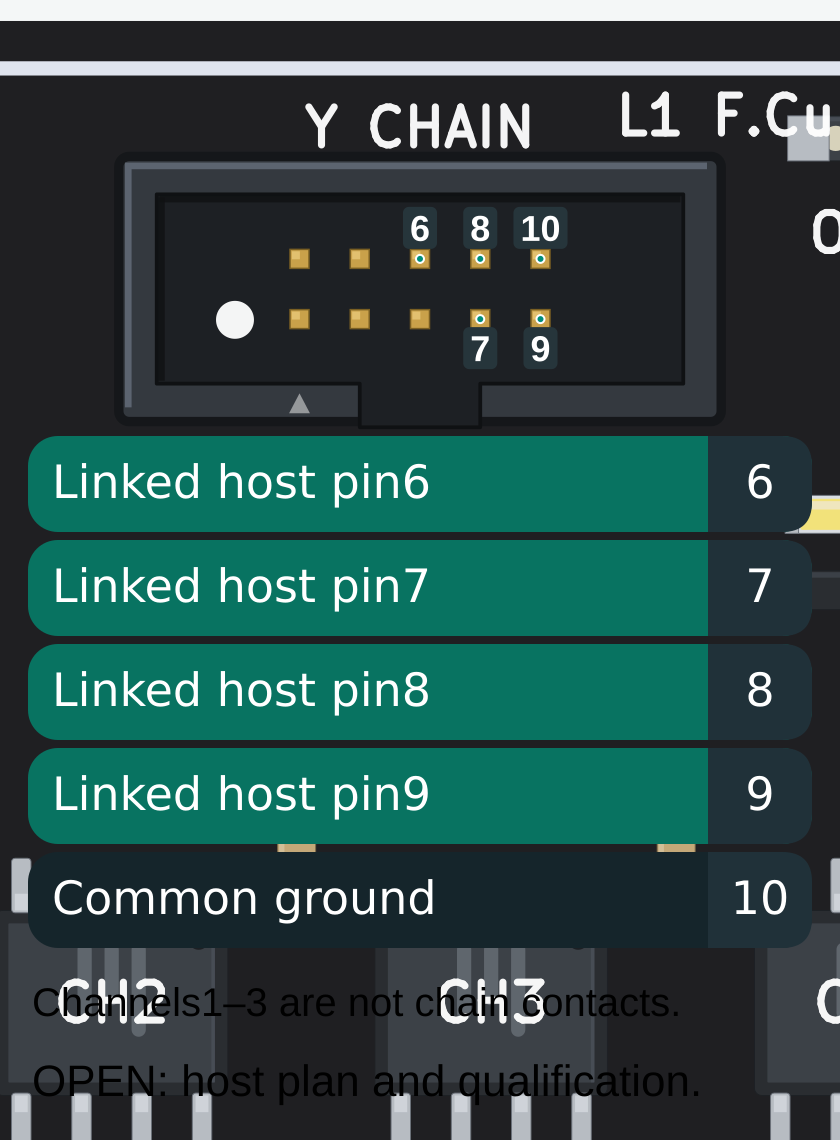 Y CHAIN
L1 F.Cu
6 8 10
7 9
Linked host pin6 6
Linked host pin7 7
Linked host pin8 8
Linked host pin9 9
Common ground 10
CH2 CH3
Channels1–3 are not chain contacts.
OPEN: host plan and qualification.